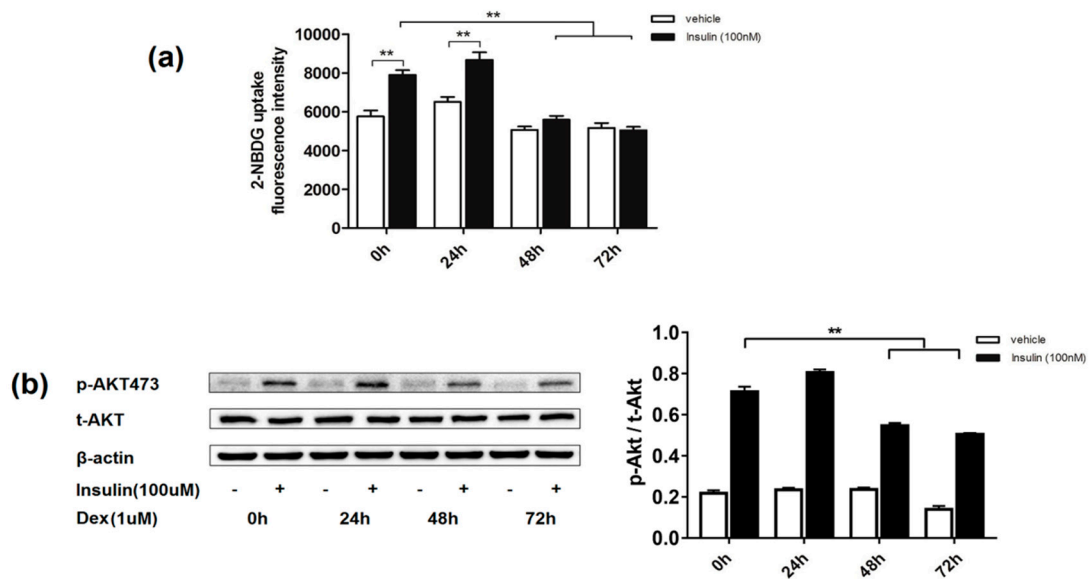 (a)
2-NBDG uptake
fluorescenoe intensity
10000
8000
6000
4000
2000
0
**
**
**
vehicle
Insulin (100nM)
0h
24h
48h
72h
(b)
p-AKT473
t-AKT
β-actin
Insulin(100uM) - + - + - + - +
Dex(1uM) 0h 24h 48h 72h
p-Akt / t-Akt
1.0
0.8
0.6
0.4
0.2
0.0
**
vehicle
Insulin (100nM)
0h
24h
48h
72h